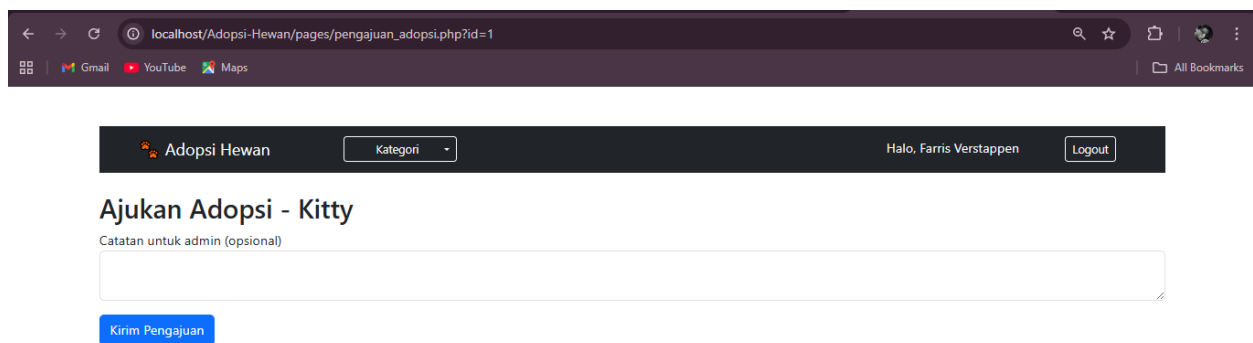 localhost/Adopsi-Hewan/pages/pengajuan_adopsi.php?id=1
Gmail YouTube Maps All Bookmarks
Adopsi Hewan Kategori Halo, Farris Verstappen Logout
Ajukan Adopsi - Kitty
Catatan untuk admin (opsional)
Kirim Pengajuan